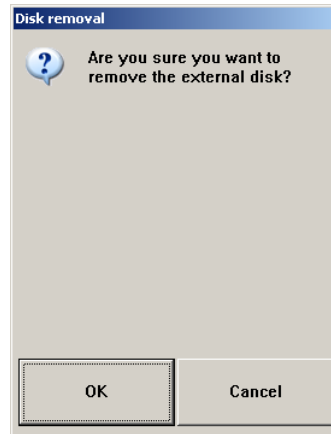 Disk removal
Are you sure you want to
remove the external disk?
OK
Cancel